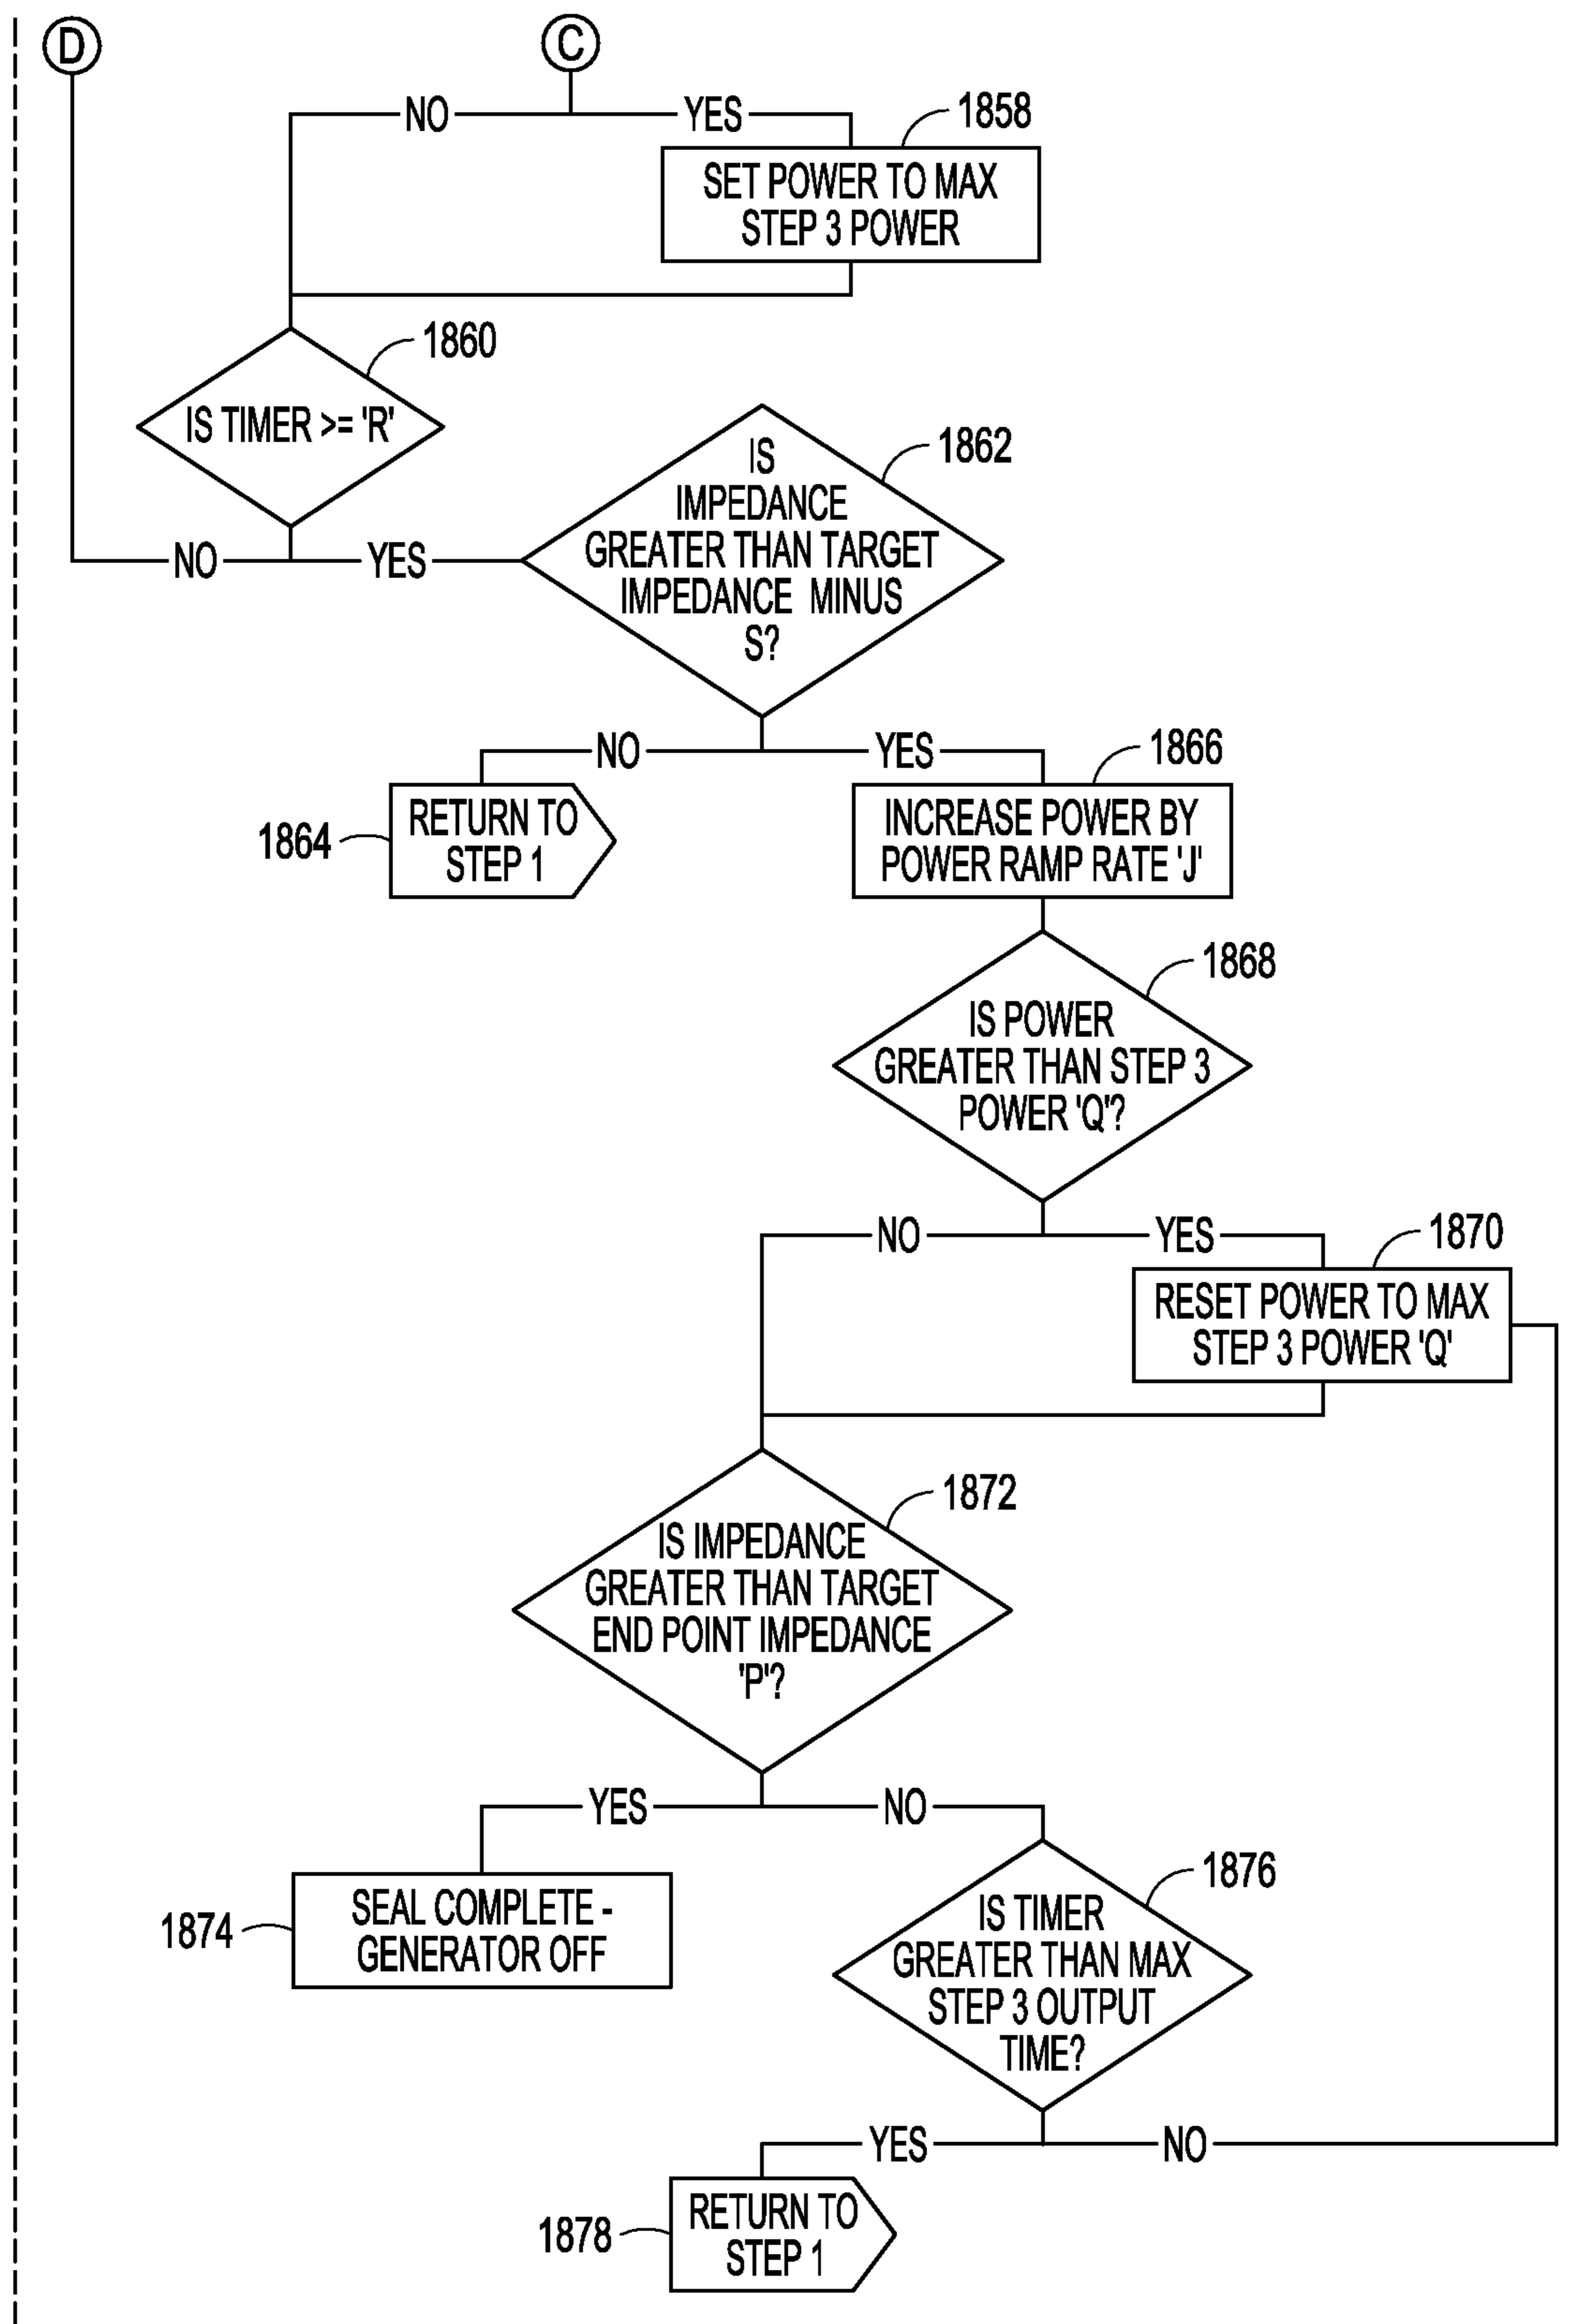 D
C
NO
YES
1858
SET POWER TO MAX
STEP 3 POWER
1860
IS TIMER >= 'R'
NO
YES
1862
IS
IMPEDANCE
GREATER THAN TARGET
IMPEDANCE MINUS
S?
NO
YES
1864
RETURN TO
STEP 1
1866
INCREASE POWER BY
POWER RAMP RATE 'J'
1868
IS POWER
GREATER THAN STEP 3
POWER 'Q'?
NO
YES
1870
RESET POWER TO MAX
STEP 3 POWER 'Q'
1872
IS IMPEDANCE
GREATER THAN TARGET
END POINT IMPEDANCE
'P'?
YES
NO
1874
SEAL COMPLETE -
GENERATOR OFF
1876
IS TIMER
GREATER THAN MAX
STEP 3 OUTPUT
TIME?
YES
NO
1878
RETURN TO
STEP 1